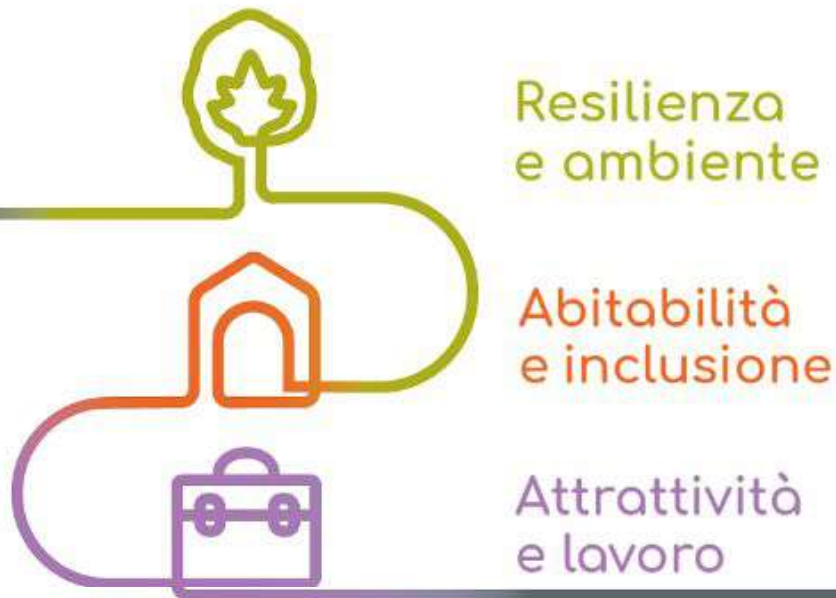 Resilienza
e ambiente
Abitabilità
e inclusione
Attrattività
e lavoro